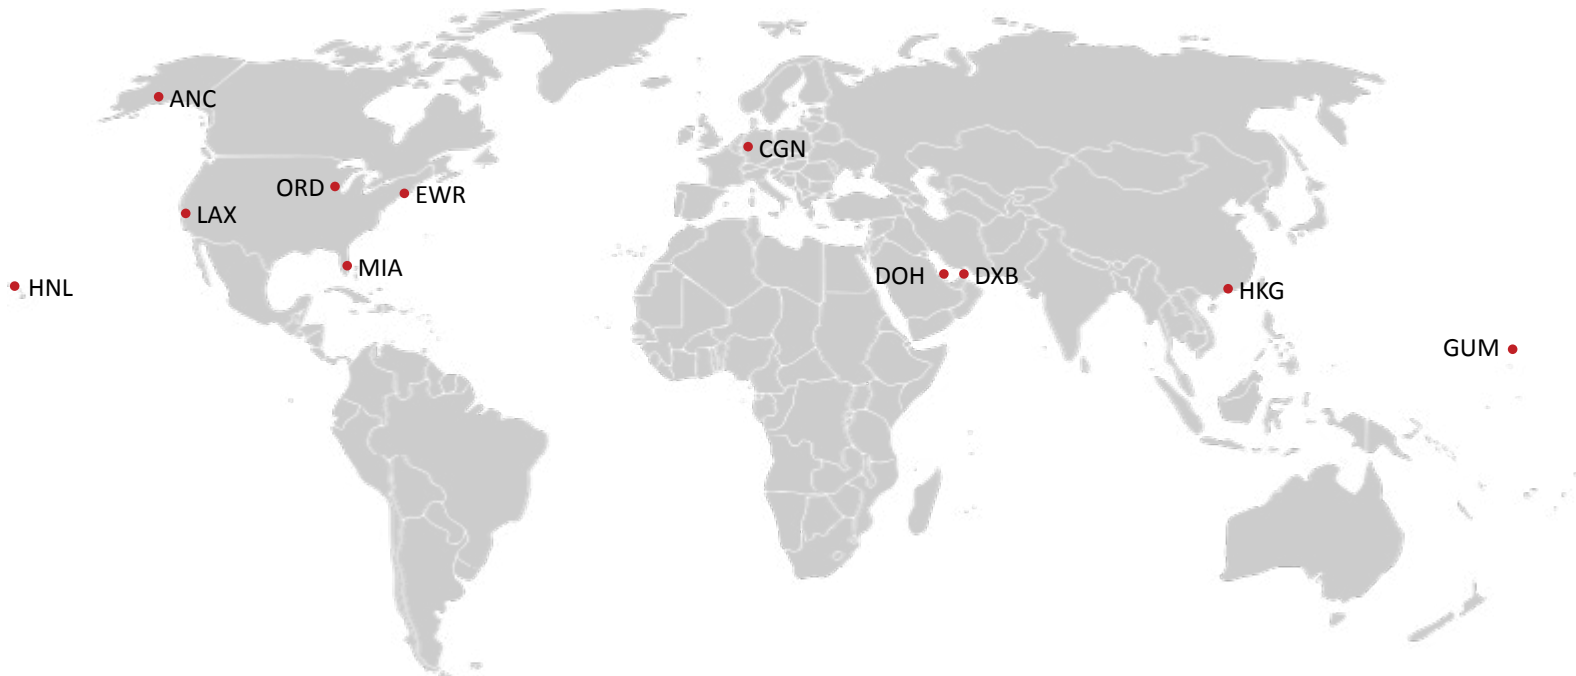 ANC
CGN
ORD
EWR
LAX
MIA
DOH
DXB
HNL
HKG
GUM